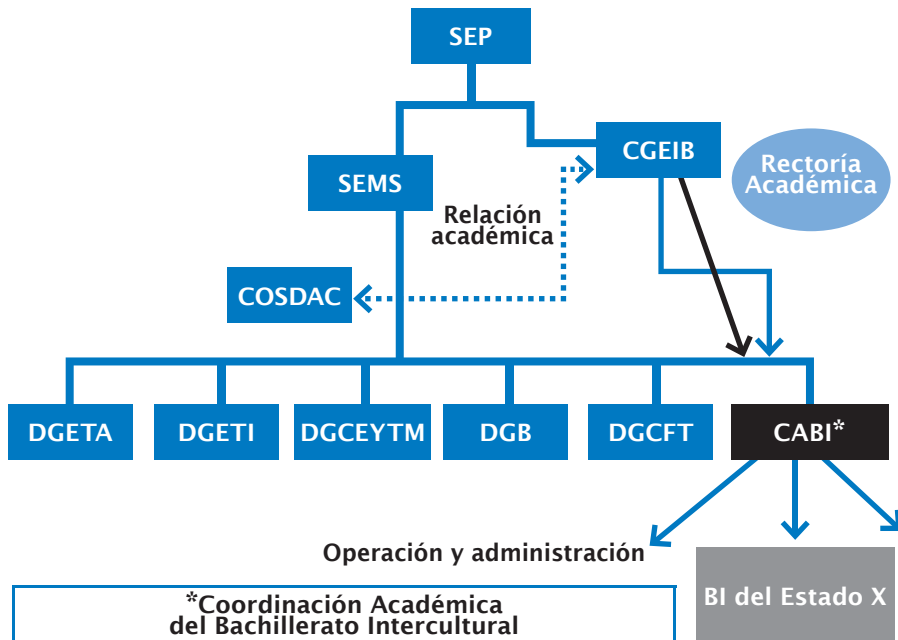 SEP
CGEIB
Rectoría
Académica
SEMS
Relación
académica
COSDAC
DGETA
DGETI
DGCEYTM
DGB
DGCFT
CABI*
Operación y administración
BI del Estado X
*Coordinación Académica
del Bachillerato Intercultural